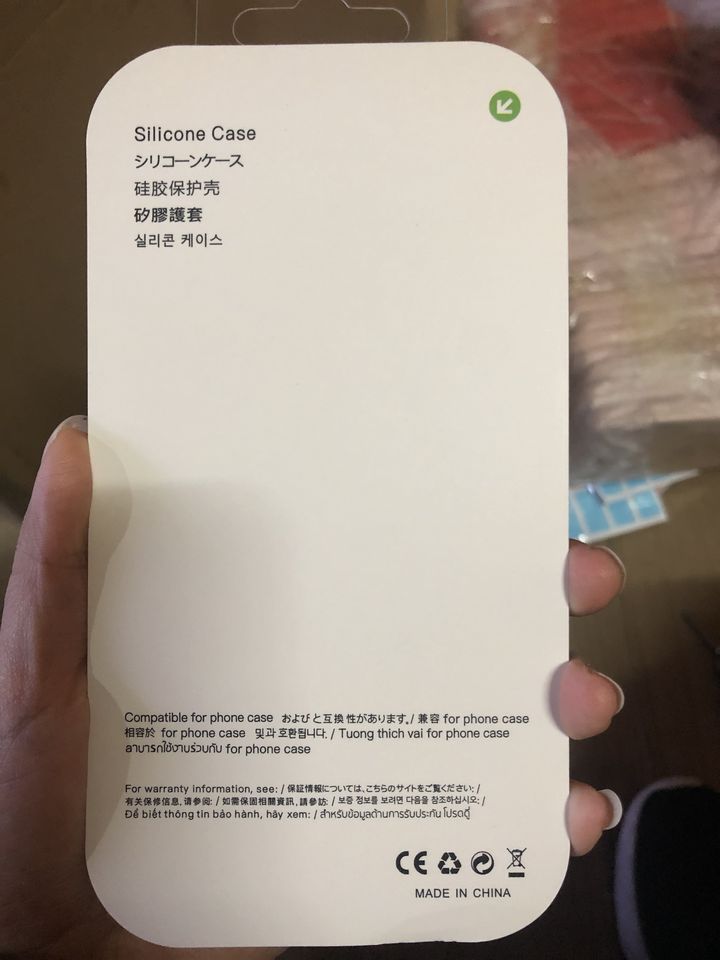 Silicone Case
シリコーンケース
硅胶保护壳
矽膠護套
실리콘 케이스
Compatible for phone case および と互換性があります。/ 兼容 for phone case
相容於 for phone case 및과 호환됩니다. / Tuong thich vai for phone case
สามารถใช้งานร่วมกับ for phone case
For warranty information, see: / 保証情報については、こちらのサイトをご覧ください: /
有关保修信息, 请参阅: / 如需保固相關資訊, 請參訪: / 보증 정보를 보려면 다음을 참조하십시오: /
Để biết thông tin bảo hành, hãy xem: / สำหรับข้อมูลด้านการรับประกัน โปรดดู่
CE
MADE IN CHINA